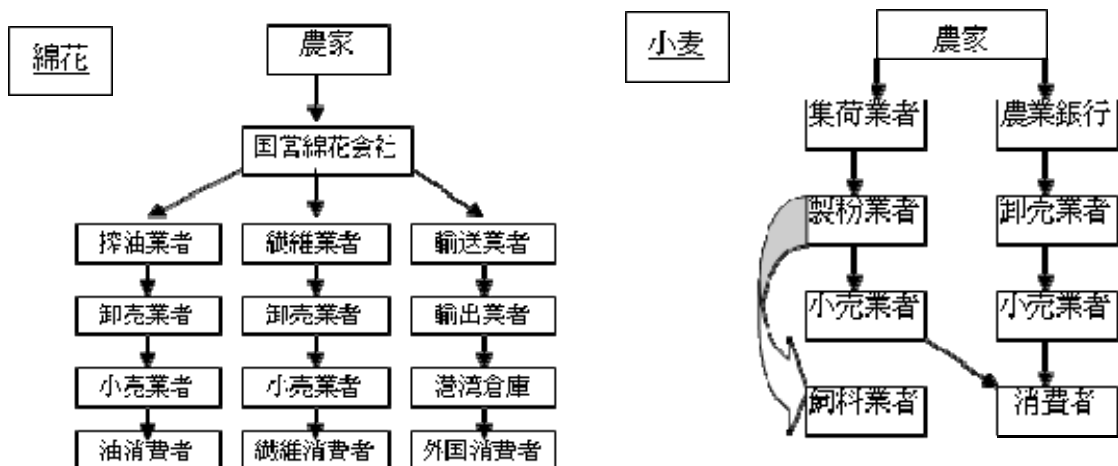 綿花
農家
国営綿花会社
搾油業者
繊維業者
輸送業者
卸売業者
卸売業者
輸出業者
小売業者
小売業者
港湾倉庫
油消費者
繊維消費者
外国消費者
小麦
農家
集荷業者
農業銀行
製粉業者
卸売業者
小売業者
小売業者
飼料業者
消費者